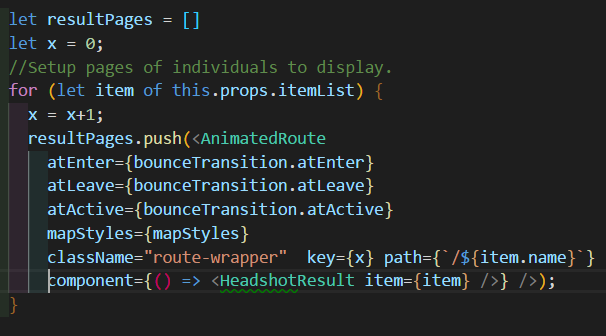 let resultPages = []
let x = 0;
//Setup pages of individuals to display.
for (let item of this.props.itemList) {
  x = x+1;
  resultPages.push(<AnimatedRoute
    atEnter={bounceTransition.atEnter}
    atLeave={bounceTransition.atLeave}
    atActive={bounceTransition.atActive}
    mapStyles={mapStyles}
    className="route-wrapper"  key={x} path={`/${item.name}`}
    component={() => <HeadshotResult item={item} />} />);
}